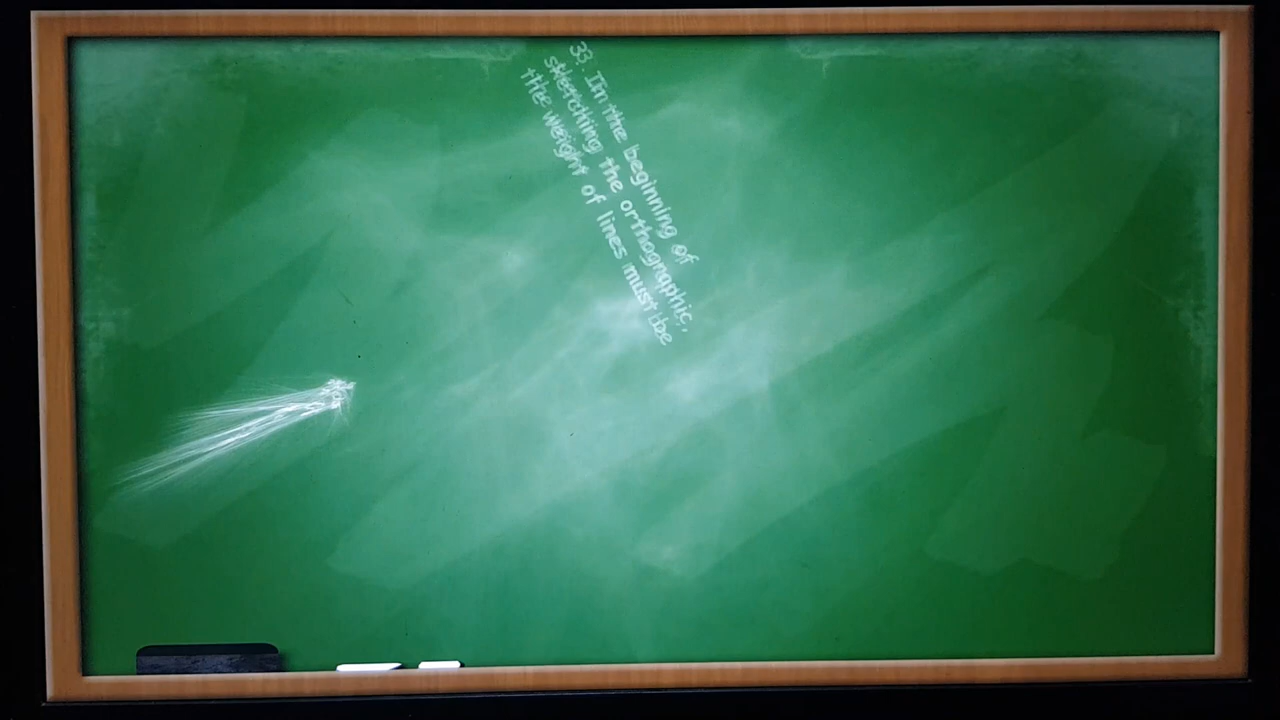 33. In the beginning of
sketching the orthographic,
the weight of lines must be